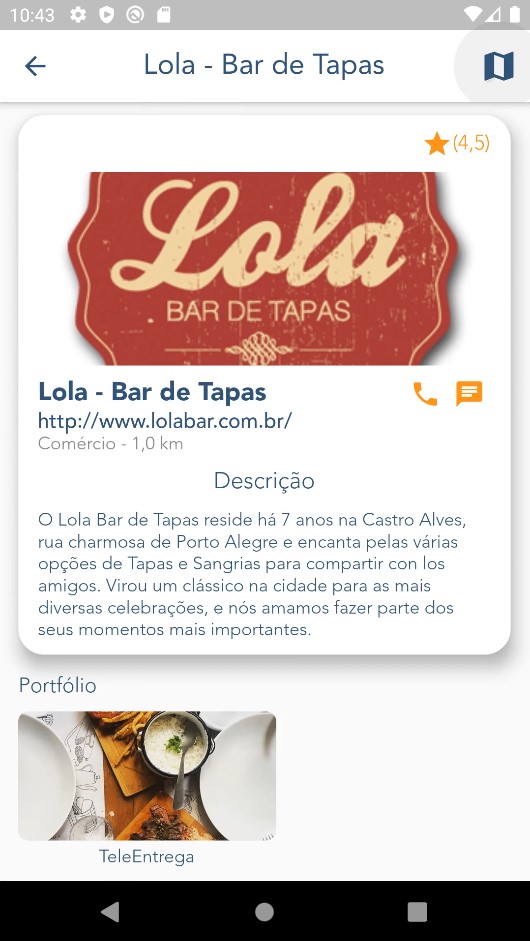 10:43
Lola - Bar de Tapas
(4,5)
Lola
BAR DE TAPAS
Lola - Bar de Tapas
http://www.lolabar.com.br/
Comércio - 1,0 km
Descrição
O Lola Bar de Tapas reside há 7 anos na Castro Alves,
rua charmosa de Porto Alegre e encanta pelas várias
opções de Tapas e Sangrias para compartir con los
amigos. Virou um clássico na cidade para as mais
diversas celebrações, e nós amamos fazer parte dos
seus momentos mais importantes.
Portfólio
TeleEntrega